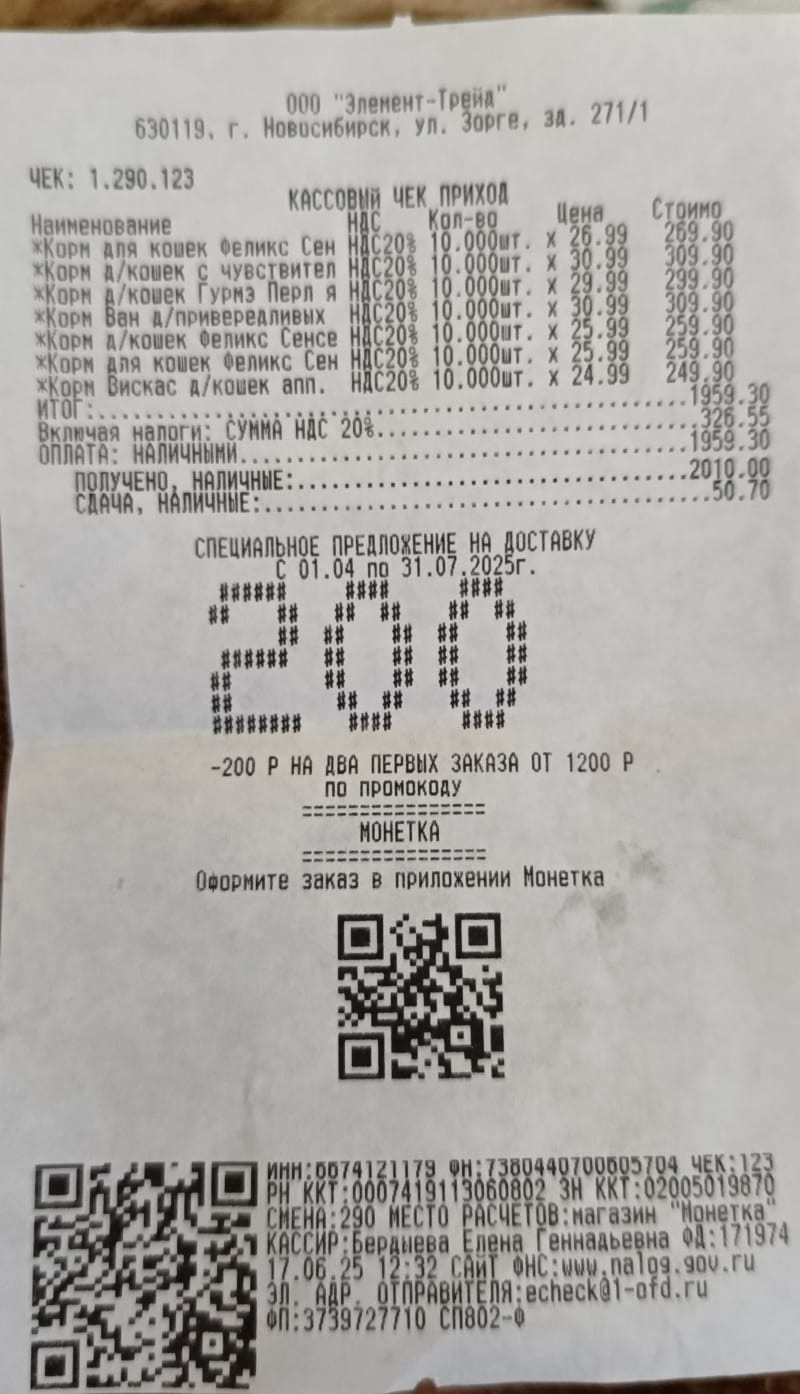 ООО "Элемент-Трейд"
630119, г. Новосибирск, ул. Зорге, зд. 271/1
ЧЕК: 1.290.123
КАССОВЫЙ ЧЕК ПРИХОД
Наименование НДС Кол-во Цена Стоимо
*Корм для кошек Феликс Сен НДС20% 10.000шт. x 26.99 269.90
*Корм д/кошек с чувствител НДС20% 10.000шт. x 30.99 309.90
*Корм д/кошек Гурмэ Перл я НДС20% 10.000шт. x 29.99 299.90
*Корм Ван д/привередливых НДС20% 10.000шт. x 30.99 309.90
*Корм д/кошек Феликс Сенсе НДС20% 10.000шт. x 25.99 259.90
*Корм для кошек Феликс Сен НДС20% 10.000шт. x 25.99 259.90
*Корм Вискас д/кошек апп. НДС20% 10.000шт. x 24.99 249.90
ИТОГ:..........................................1959.30
Включая налоги: СУММА НДС 20%.......................326.55
ОПЛАТА: НАЛИЧНЫМИ................................1959.30
ПОЛУЧЕНО, НАЛИЧНЫЕ:............................2010.00
СДАЧА, НАЛИЧНЫЕ:.................................50.70
СПЕЦИАЛЬНОЕ ПРЕДЛОЖЕНИЕ НА ДОСТАВКУ
С 01.04 по 31.07.2025г.
200
-200 Р НА ДВА ПЕРВЫХ ЗАКАЗА ОТ 1200 Р
ПО ПРОМОКОДУ
================
МОНЕТКА
================
Оформите заказ в приложении Монетка
ИНН:6674121179 ФН:7380440700605704 ЧЕК:123
РН ККТ:0007419113060802 ЗН ККТ:02005019870
СМЕНА:290 МЕСТО РАСЧЕТОВ:магазин "Монетка"
КАССИР:Бердыева Елена Геннадьевна ФД:171974
17.06.25 12:32 САЙТ ФНС:www.nalog.gov.ru
ЭЛ. АДР. ОТПРАВИТЕЛЯ:echeck@1-ofd.ru
ФП:3739727710 СП802-Ф